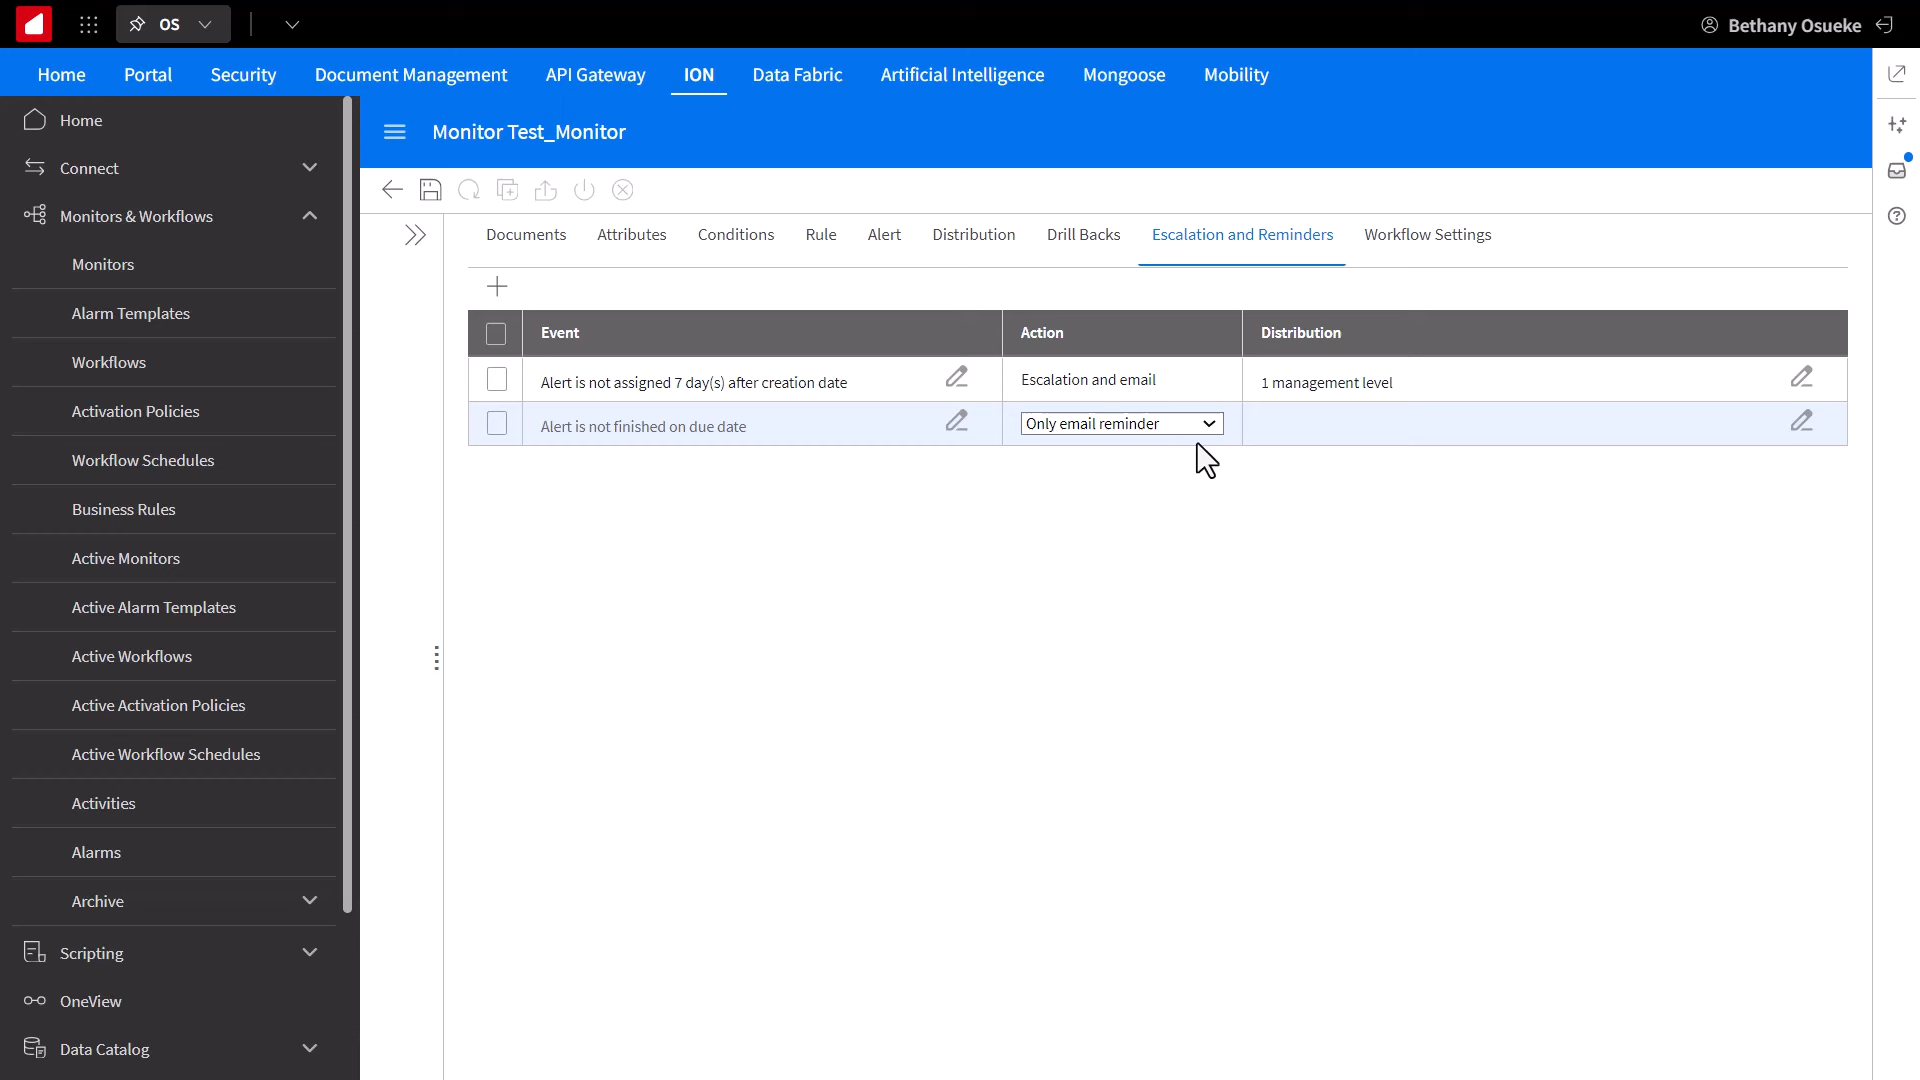 OS
Bethany Osueke
Home Portal Security Document Management API Gateway ION Data Fabric Artificial Intelligence Mongoose Mobility
Home
Connect
Monitors & Workflows
Monitors
Alarm Templates
Workflows
Activation Policies
Workflow Schedules
Business Rules
Active Monitors
Active Alarm Templates
Active Workflows
Active Activation Policies
Active Workflow Schedules
Activities
Alarms
Archive
Scripting
OneView
Data Catalog
Monitor Test_Monitor
Documents Attributes Conditions Rule Alert Distribution Drill Backs Escalation and Reminders Workflow Settings
Event Action Distribution
Alert is not assigned 7 day(s) after creation date Escalation and email 1 management level
Alert is not finished on due date Only email reminder